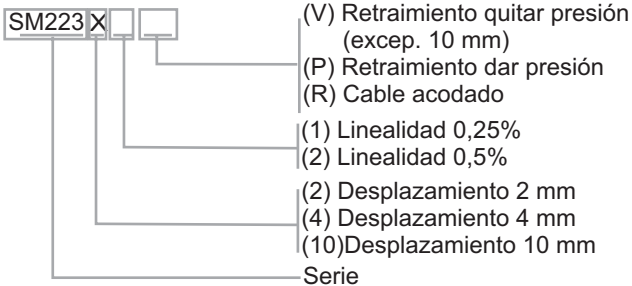 SM223 X
(V) Retraimiento quitar presión
(excep. 10 mm)
(P) Retraimiento dar presión
(R) Cable acodado
(1) Linealidad 0,25%
(2) Linealidad 0,5%
(2) Desplazamiento 2 mm
(4) Desplazamiento 4 mm
(10)Desplazamiento 10 mm
Serie